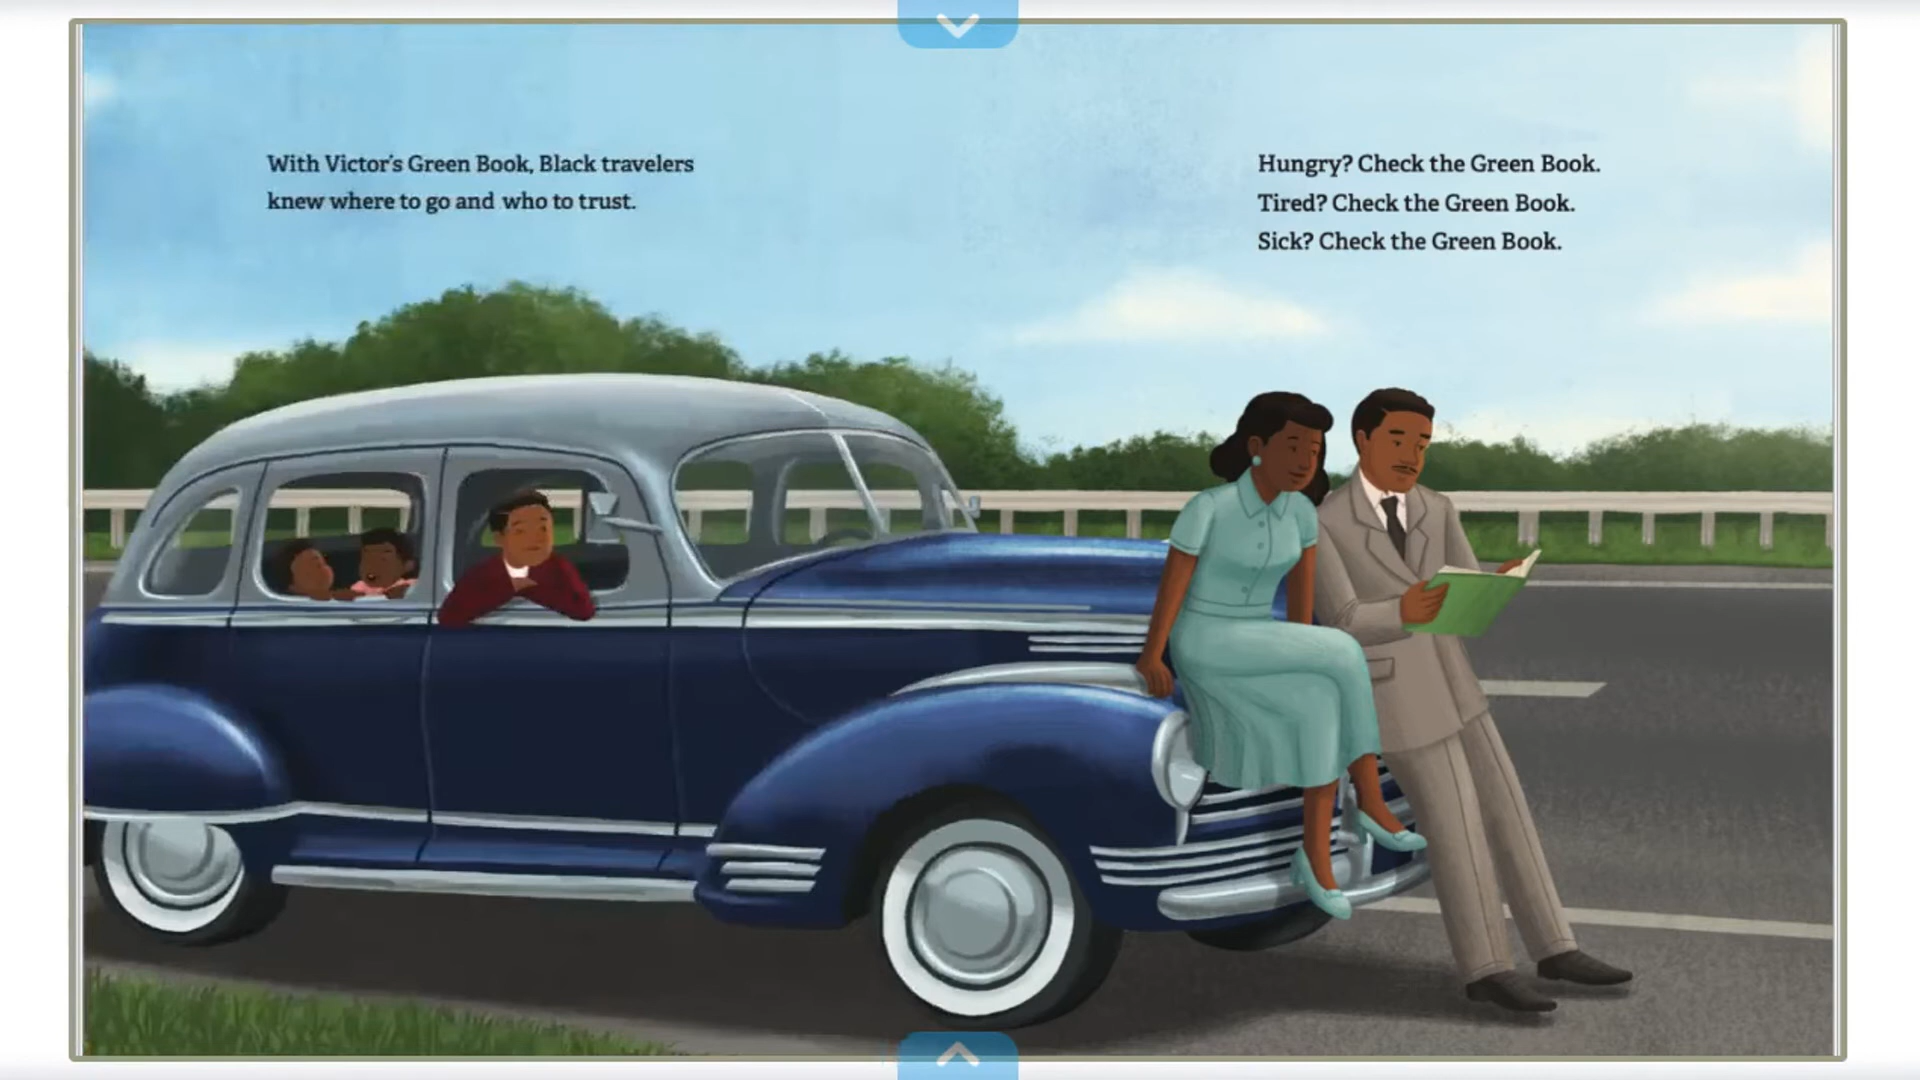 With Victor's Green Book, Black travelers
knew where to go and who to trust.
Hungry? Check the Green Book.
Tired? Check the Green Book.
Sick? Check the Green Book.